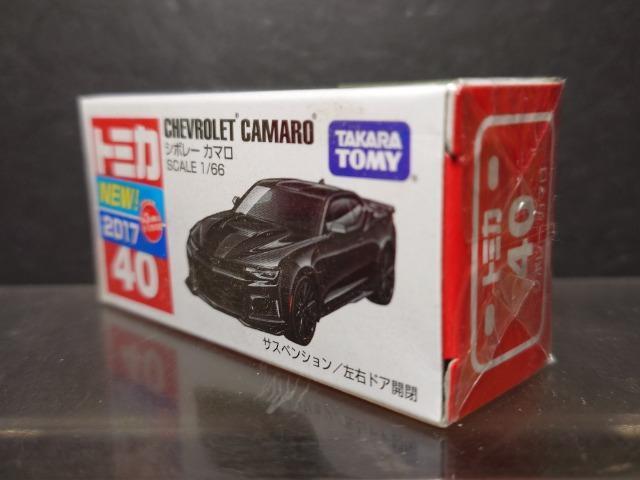 トミカ
NEW!
2017
40
CHEVROLET CAMARO
シボレー カマロ
SCALE 1/66
TAKARA
TOMY
サスペンション/左右ドア開閉
トミカ
40